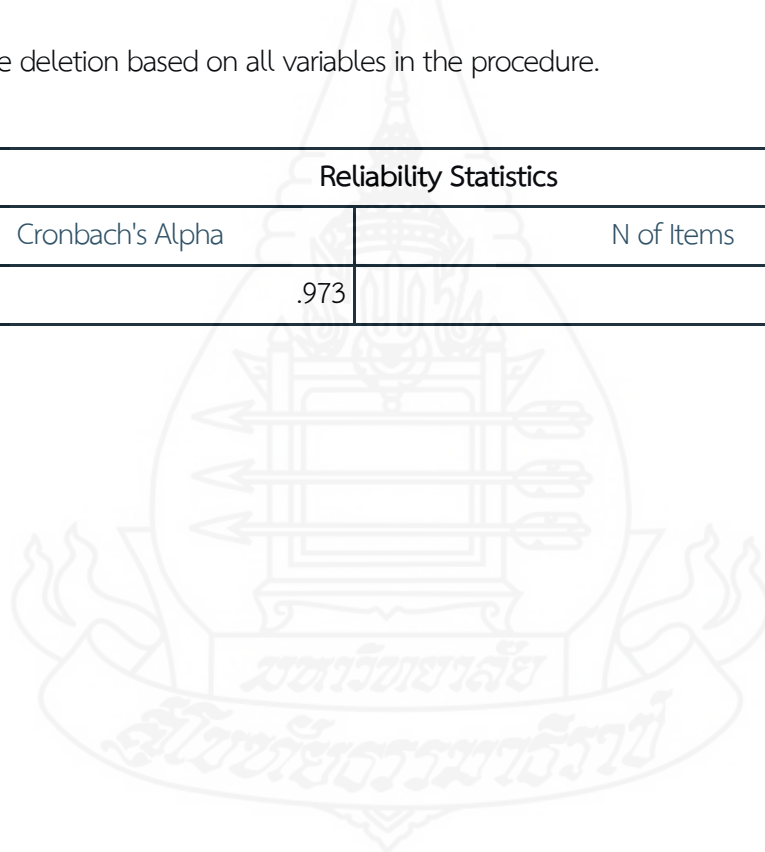 e deletion based on all variables in the procedure.
Reliability Statistics
Cronbach's Alpha N of Items
.973
มหาวิทยาลัย
สุโขทัยธรรมาธิราช